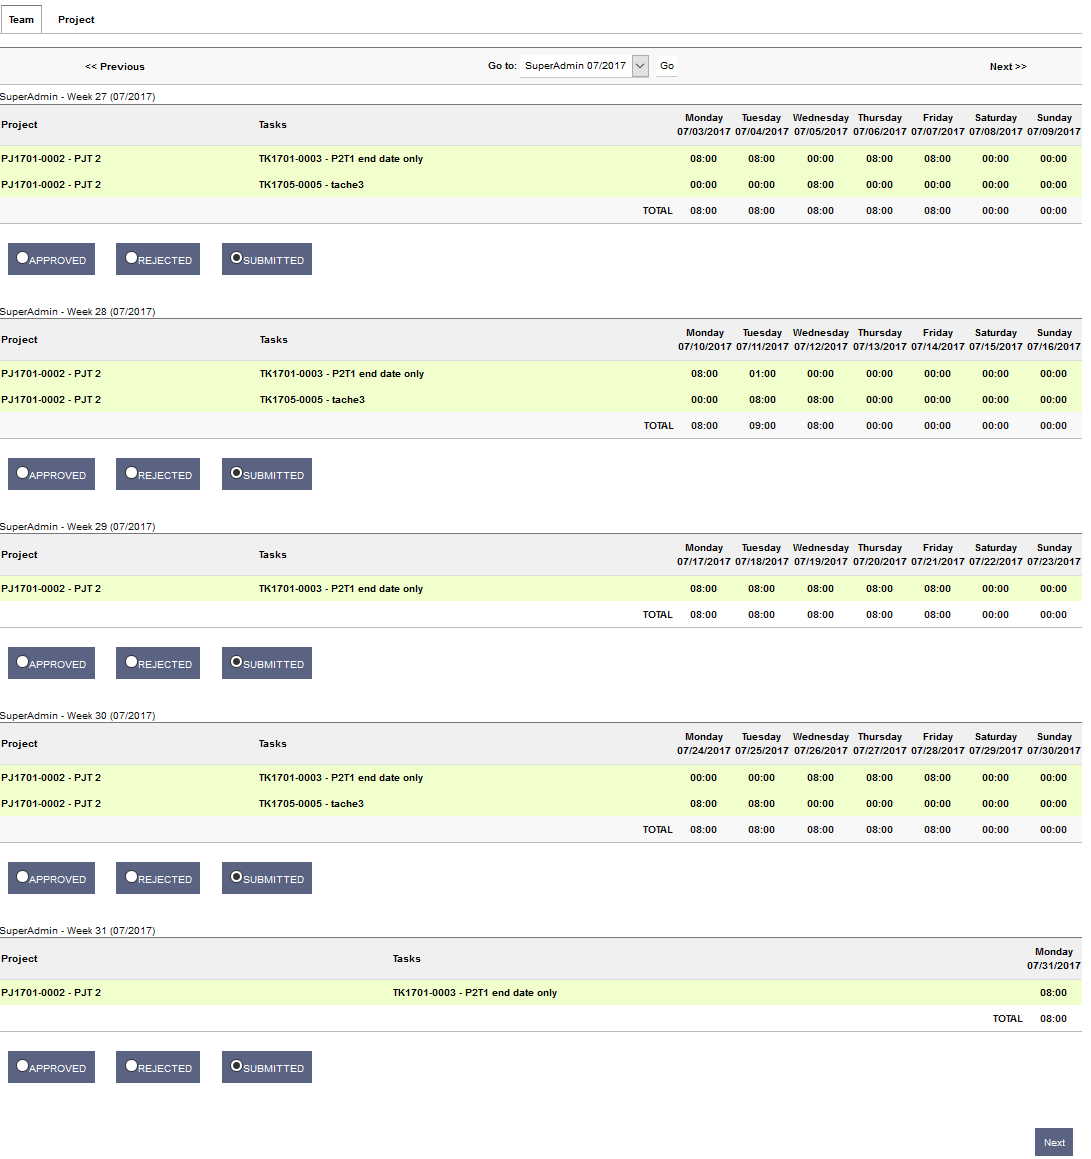 Team Project
<< Previous Go to: SuperAdmin 07/2017 Go Next >>
SuperAdmin - Week 27 (07/2017)
Project Tasks Monday 07/03/2017 Tuesday 07/04/2017 Wednesday 07/05/2017 Thursday 07/06/2017 Friday 07/07/2017 Saturday 07/08/2017 Sunday 07/09/2017
PJ1701-0002 - PJT 2 TK1701-0003 - P2T1 end date only 08:00 08:00 00:00 08:00 08:00 00:00 00:00
PJ1701-0002 - PJT 2 TK1705-0005 - tache3 00:00 00:00 08:00 00:00 00:00 00:00 00:00
TOTAL 08:00 08:00 08:00 08:00 08:00 00:00 00:00
APPROVED REJECTED SUBMITTED
SuperAdmin - Week 28 (07/2017)
Project Tasks Monday 07/10/2017 Tuesday 07/11/2017 Wednesday 07/12/2017 Thursday 07/13/2017 Friday 07/14/2017 Saturday 07/15/2017 Sunday 07/16/2017
PJ1701-0002 - PJT 2 TK1701-0003 - P2T1 end date only 08:00 01:00 00:00 00:00 00:00 00:00 00:00
PJ1701-0002 - PJT 2 TK1705-0005 - tache3 00:00 08:00 08:00 00:00 00:00 00:00 00:00
TOTAL 08:00 09:00 08:00 00:00 00:00 00:00 00:00
APPROVED REJECTED SUBMITTED
SuperAdmin - Week 29 (07/2017)
Project Tasks Monday 07/17/2017 Tuesday 07/18/2017 Wednesday 07/19/2017 Thursday 07/20/2017 Friday 07/21/2017 Saturday 07/22/2017 Sunday 07/23/2017
PJ1701-0002 - PJT 2 TK1701-0003 - P2T1 end date only 08:00 08:00 08:00 08:00 08:00 00:00 00:00
TOTAL 08:00 08:00 08:00 08:00 08:00 00:00 00:00
APPROVED REJECTED SUBMITTED
SuperAdmin - Week 30 (07/2017)
Project Tasks Monday 07/24/2017 Tuesday 07/25/2017 Wednesday 07/26/2017 Thursday 07/27/2017 Friday 07/28/2017 Saturday 07/29/2017 Sunday 07/30/2017
PJ1701-0002 - PJT 2 TK1701-0003 - P2T1 end date only 00:00 00:00 08:00 08:00 08:00 00:00 00:00
PJ1701-0002 - PJT 2 TK1705-0005 - tache3 08:00 08:00 00:00 00:00 00:00 00:00 00:00
TOTAL 08:00 08:00 08:00 08:00 08:00 00:00 00:00
APPROVED REJECTED SUBMITTED
SuperAdmin - Week 31 (07/2017)
Project Tasks Monday 07/31/2017
PJ1701-0002 - PJT 2 TK1701-0003 - P2T1 end date only 08:00
TOTAL 08:00
APPROVED REJECTED SUBMITTED
Next